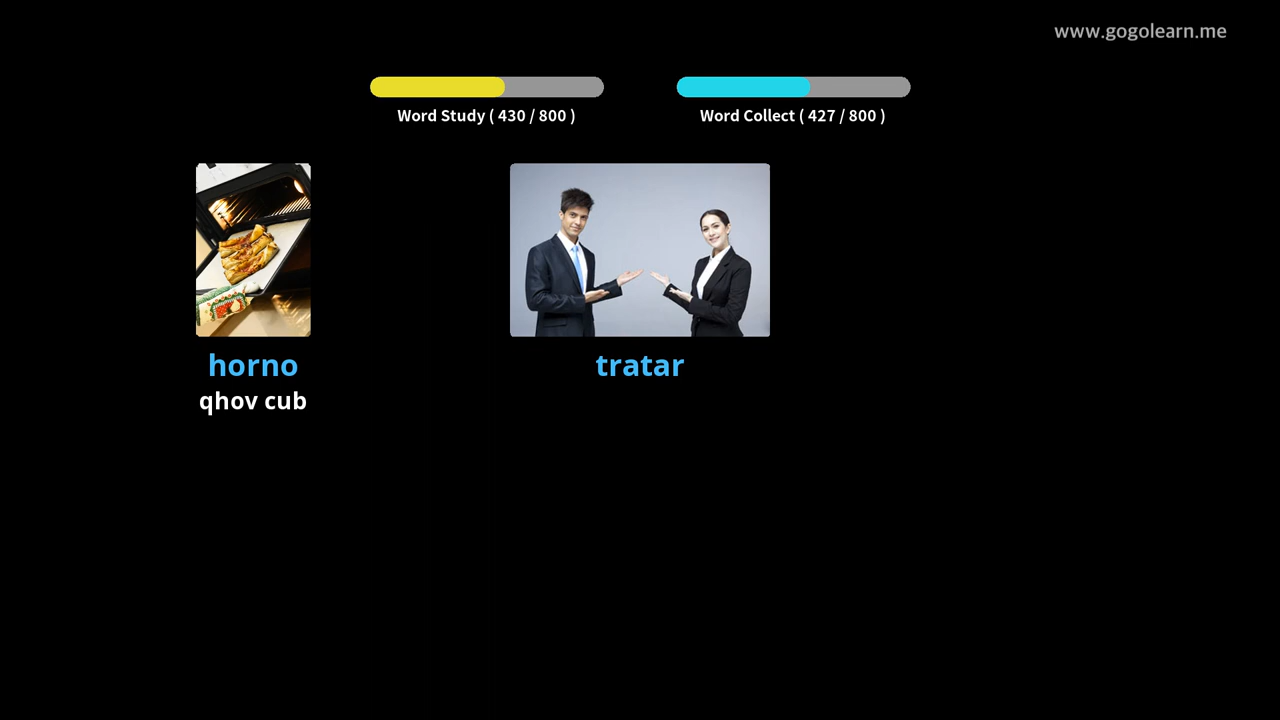 www.gogolearn.me
Word Study ( 430 / 800 )
Word Collect ( 427 / 800 )
horno
qhov cub
tratar